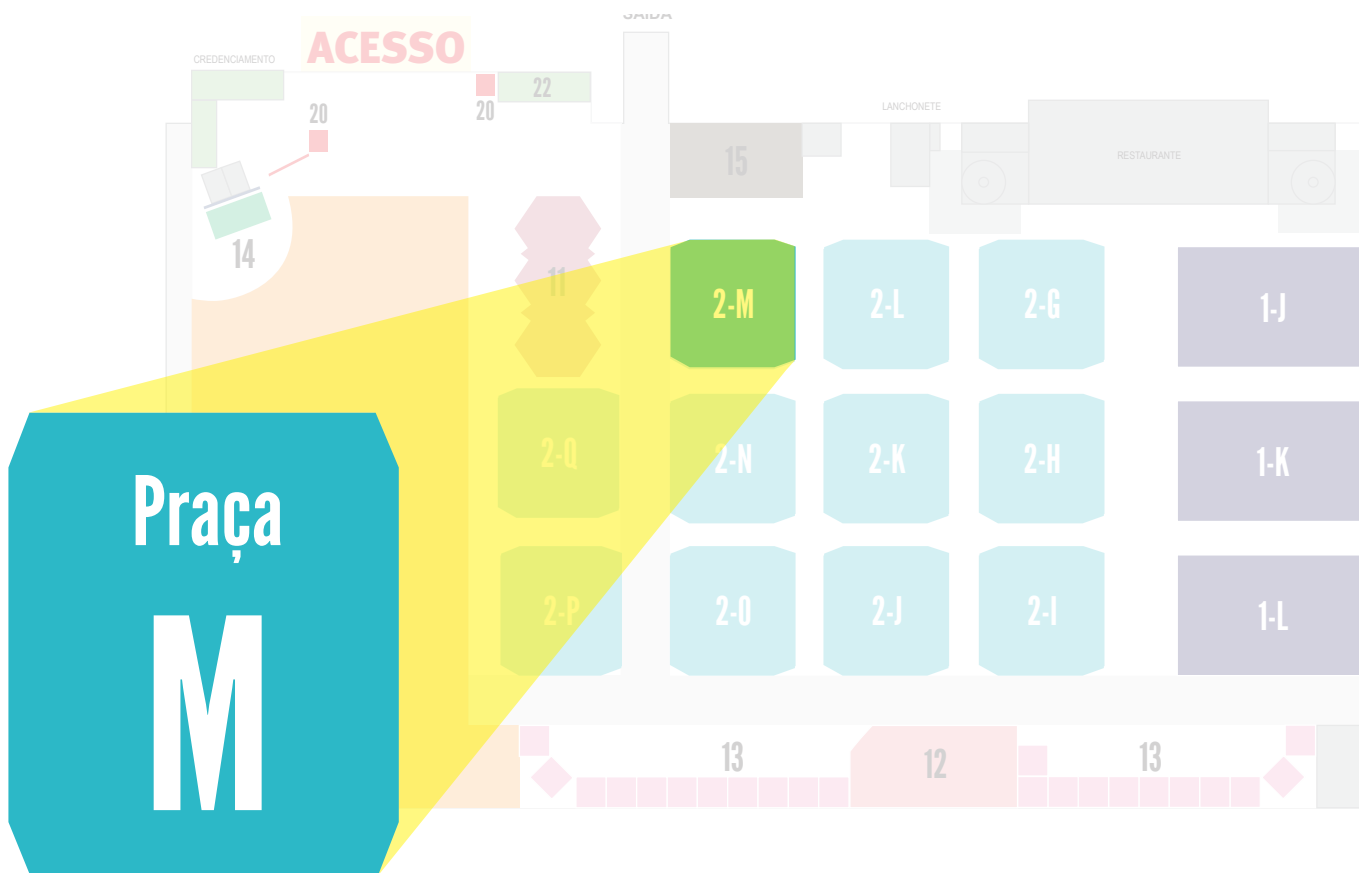 SAIDA
ACESSO
CREDENCIAMENTO
22
20
20
LANCHONETE
RESTAURANTE
15
14
11
2-M
2-L
2-G
1-J
2-Q
2-N
2-K
2-H
1-K
Praça
M
2-P
2-O
2-J
2-I
1-L
13
12
13